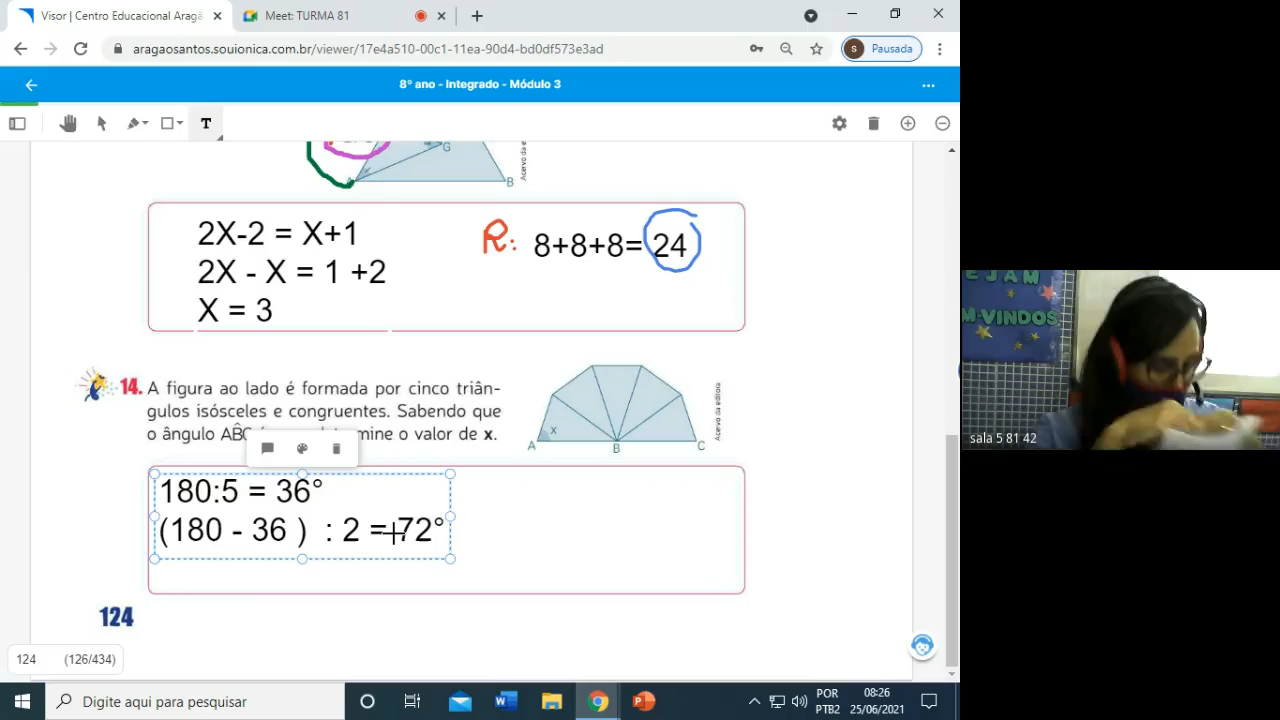 Visor | Centro Educacional Aragã
Meet: TURMA 81
aragaosantos.souionica.com.br/viewer/17e4a510-00c1-11ea-90d4-bd0df573e3ad
S
Pausada
8º ano - Integrado - Módulo 3
T
G
A
B
2X-2 = X+1
2X - X = 1 +2
X = 3
R: 8+8+8= 24
14. A figura ao lado é formada por cinco triân-
gulos isósceles e congruentes. Sabendo que
o ângulo AB̂C mine o valor de x.
x
A
B
C
Acervo da editora
180:5 = 36°
(180 - 36 ) : 2 = 72°
124
124 (126/434)
Digite aqui para pesquisar
POR
PTB2
08:26
25/06/2021
EJAM
M-VINDOS
sala 5 81 42